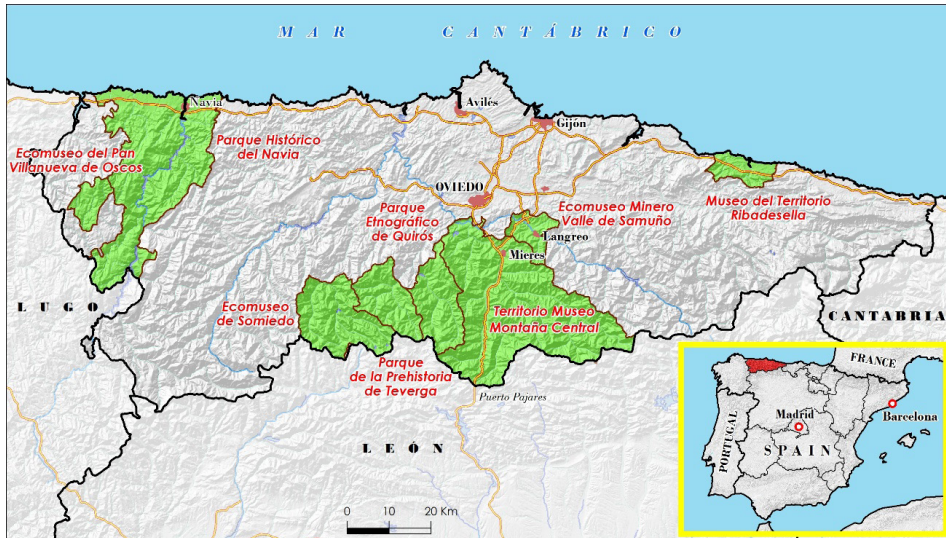 MAR CANTÁBRICO
Navia
Avilés
Gijón
Parque Histórico
del Navia
Ecomuseo del Pan
Villanueva de Oscos
OVIEDO
Parque
Etnográfico
de Quirós
Ecomuseo Minero
Valle de Samuño
Museo del Territorio
Ribadesella
Langreo
Mieres
LUGO
Ecomuseo
de Somiedo
Territorio Museo
Montaña Central
CANTABRIA
Parque
de la Prehistoria
de Teverga
Puerto Pajares
LEÓN
0 10 20 Km
FRANCE
Madrid
Barcelona
SPAIN
PORTUGAL